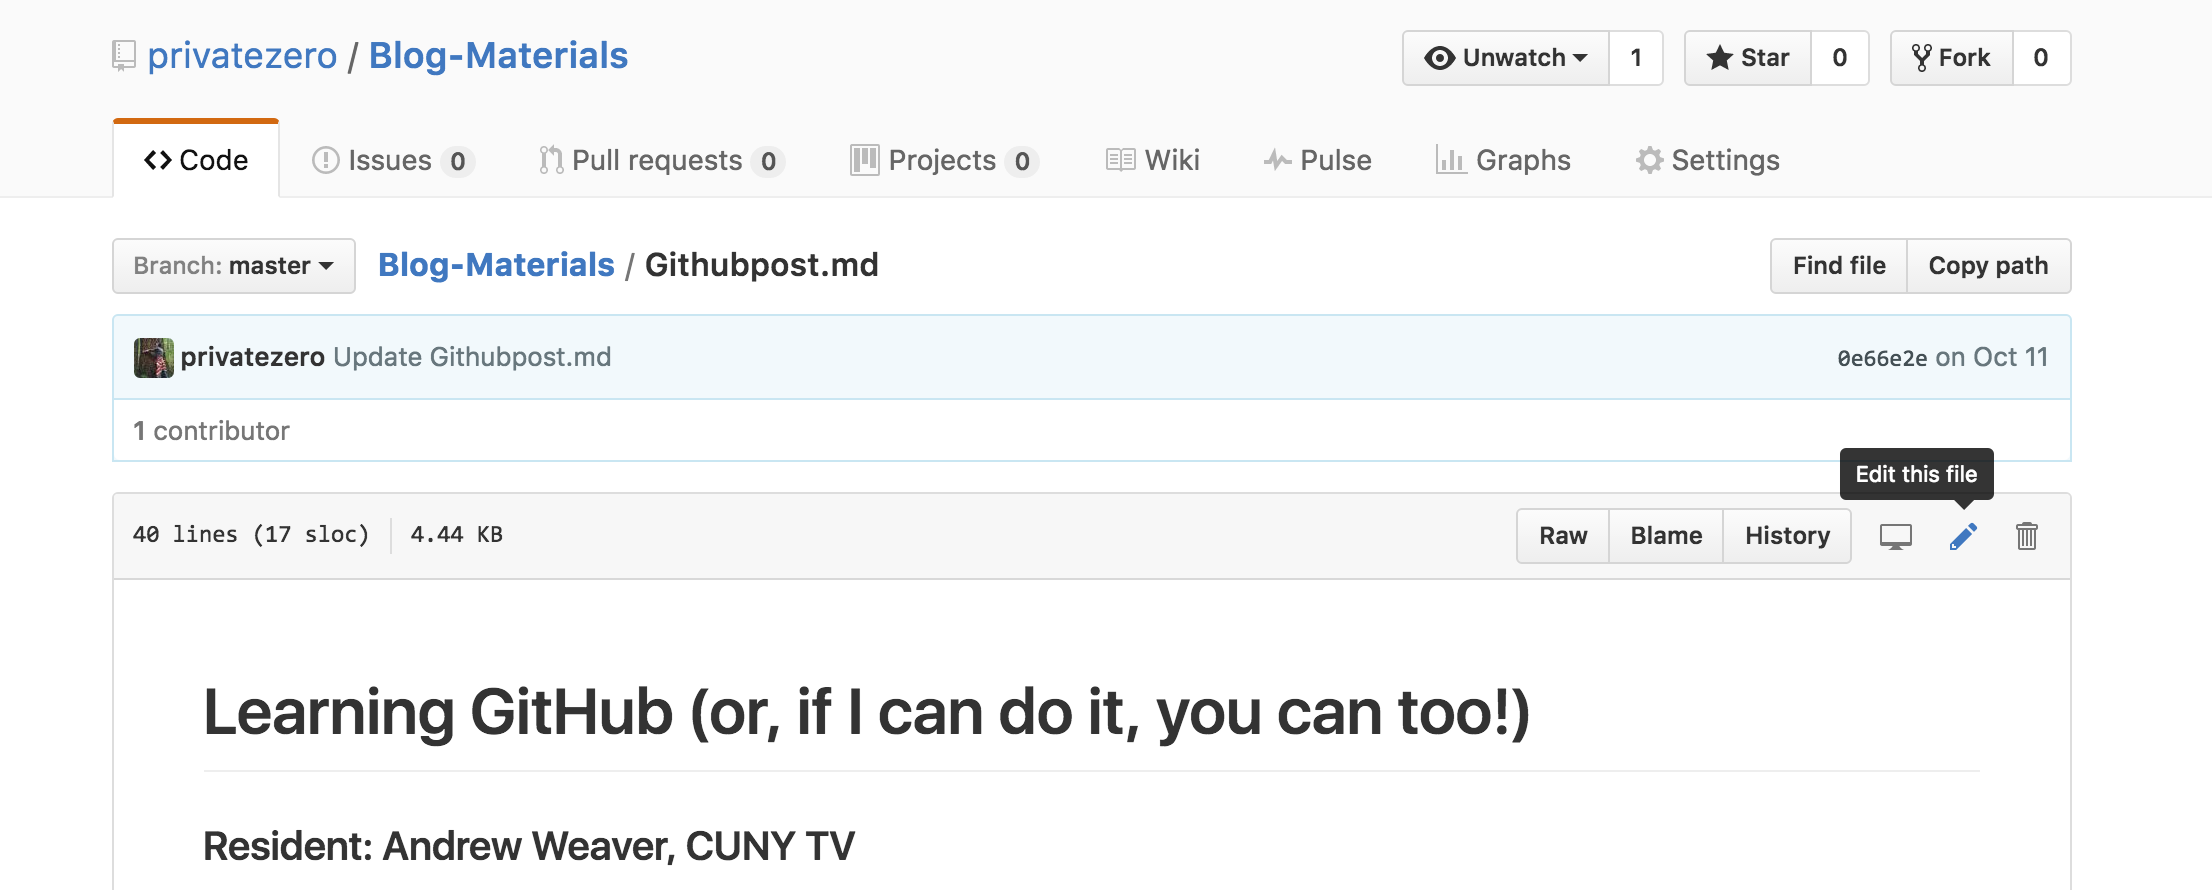 privatezero / Blog-Materials
Unwatch 1 Star 0 Fork 0
Code Issues 0 Pull requests 0 Projects 0 Wiki Pulse Graphs Settings
Branch: master Blog-Materials / Githubpost.md Find file Copy path
privatezero Update Githubpost.md 0e66e2e on Oct 11
1 contributor
Edit this file
40 lines (17 sloc) 4.44 KB Raw Blame History
Learning GitHub (or, if I can do it, you can too!)
Resident: Andrew Weaver, CUNY TV